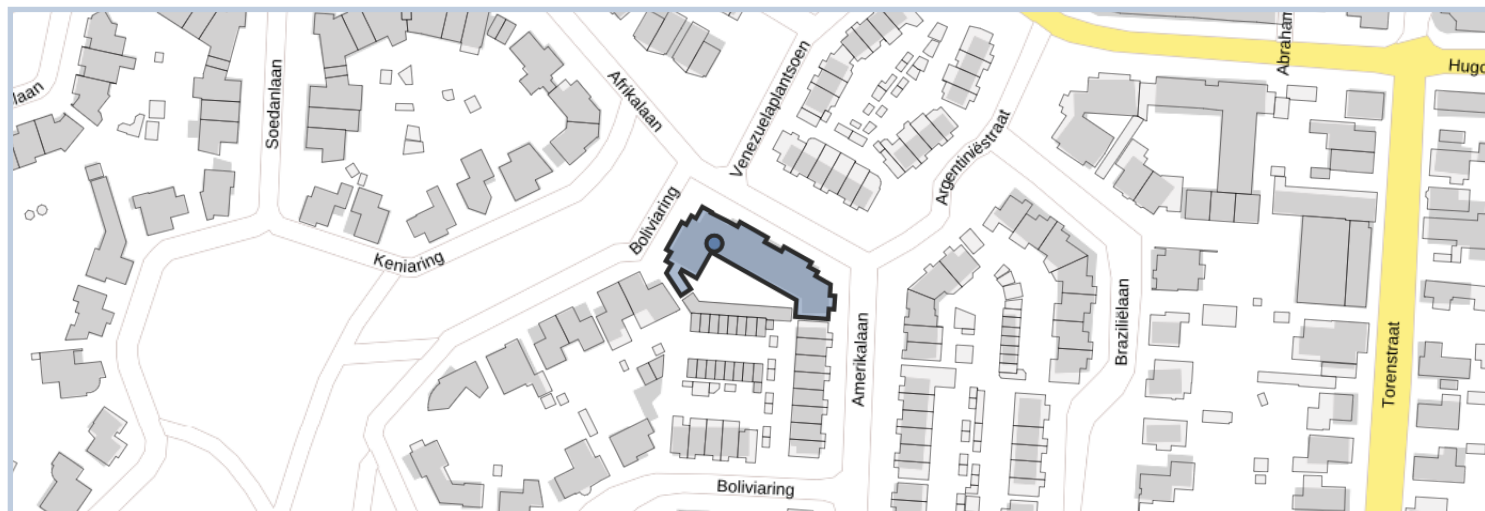 laan
Soedanlaan
Afrikalaan
Venezuelaplantsoen
Argentiniëstraat
Abraham
Hugo
Boliviaring
Keniaring
Amerikalaan
Braziliëlaan
Torenstraat
Boliviaring